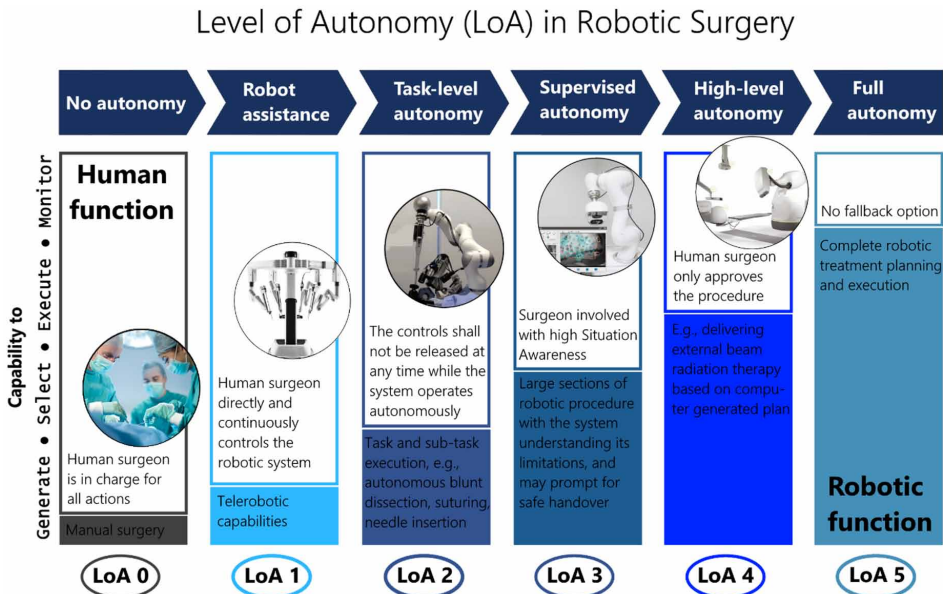 Level of Autonomy (LoA) in Robotic Surgery
No autonomy
Robot
assistance
Task-level
autonomy
Supervised
autonomy
High-level
autonomy
Full
autonomy
Capability to
Generate • Select • Execute • Monitor
Human
function
Human surgeon
is in charge for
all actions
Manual surgery
LoA 0
Human surgeon
directly and
continuously
controls the
robotic system
Telerobotic
capabilities
LoA 1
The controls shall
not be released at
any time while the
system operates
autonomously
Task and sub-task
execution, e.g.,
autonomous blunt
dissection, suturing,
needle insertion
LoA 2
Surgeon involved
with high Situation
Awareness
Large sections of
robotic procedure
with the system
understanding its
limitations, and
may prompt for
safe handover
LoA 3
Human surgeon
only approves
the procedure
E.g., delivering
external beam
radiation therapy
based on compu-
ter generated plan
LoA 4
No fallback option
Complete robotic
treatment planning
and execution
Robotic
function
LoA 5